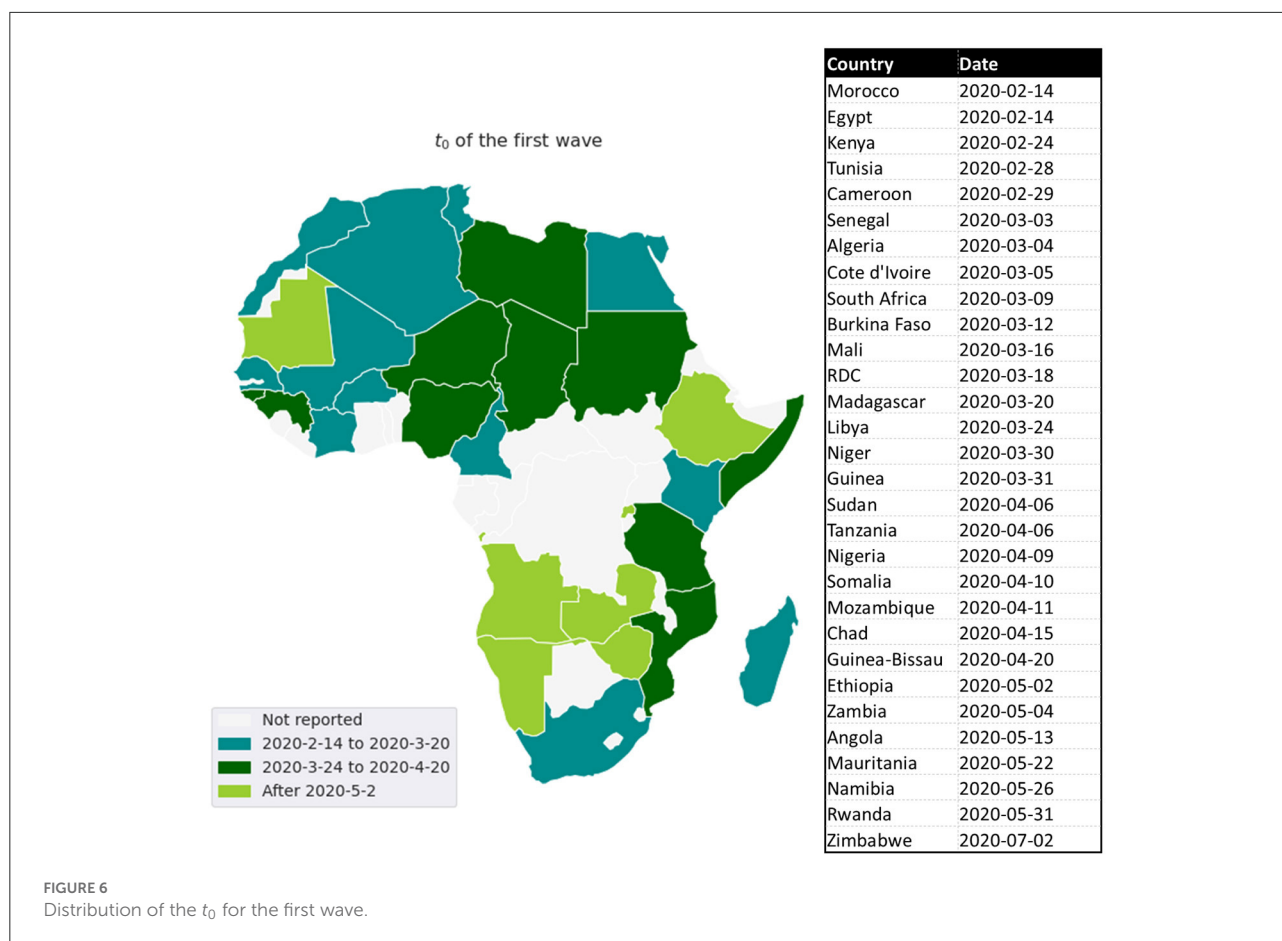 t₀ of the first wave
Not reported
2020-2-14 to 2020-3-20
2020-3-24 to 2020-4-20
After 2020-5-2
Country Date
Morocco 2020-02-14
Egypt 2020-02-14
Kenya 2020-02-24
Tunisia 2020-02-28
Cameroon 2020-02-29
Senegal 2020-03-03
Algeria 2020-03-04
Cote d'Ivoire 2020-03-05
South Africa 2020-03-09
Burkina Faso 2020-03-12
Mali 2020-03-16
RDC 2020-03-18
Madagascar 2020-03-20
Libya 2020-03-24
Niger 2020-03-30
Guinea 2020-03-31
Sudan 2020-04-06
Tanzania 2020-04-06
Nigeria 2020-04-09
Somalia 2020-04-10
Mozambique 2020-04-11
Chad 2020-04-15
Guinea-Bissau 2020-04-20
Ethiopia 2020-05-02
Zambia 2020-05-04
Angola 2020-05-13
Mauritania 2020-05-22
Namibia 2020-05-26
Rwanda 2020-05-31
Zimbabwe 2020-07-02
FIGURE 6
Distribution of the t₀ for the first wave.